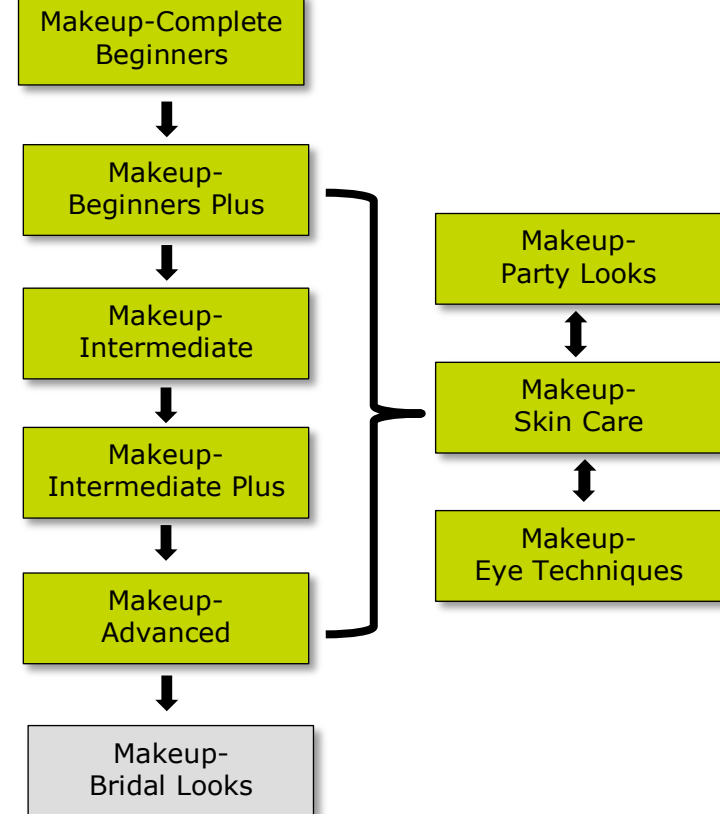 Makeup-Complete
Beginners
Makeup-
Beginners Plus
Makeup-
Intermediate
Makeup-
Intermediate Plus
Makeup-
Advanced
Makeup-
Bridal Looks
Makeup-
Party Looks
Makeup-
Skin Care
Makeup-
Eye Techniques